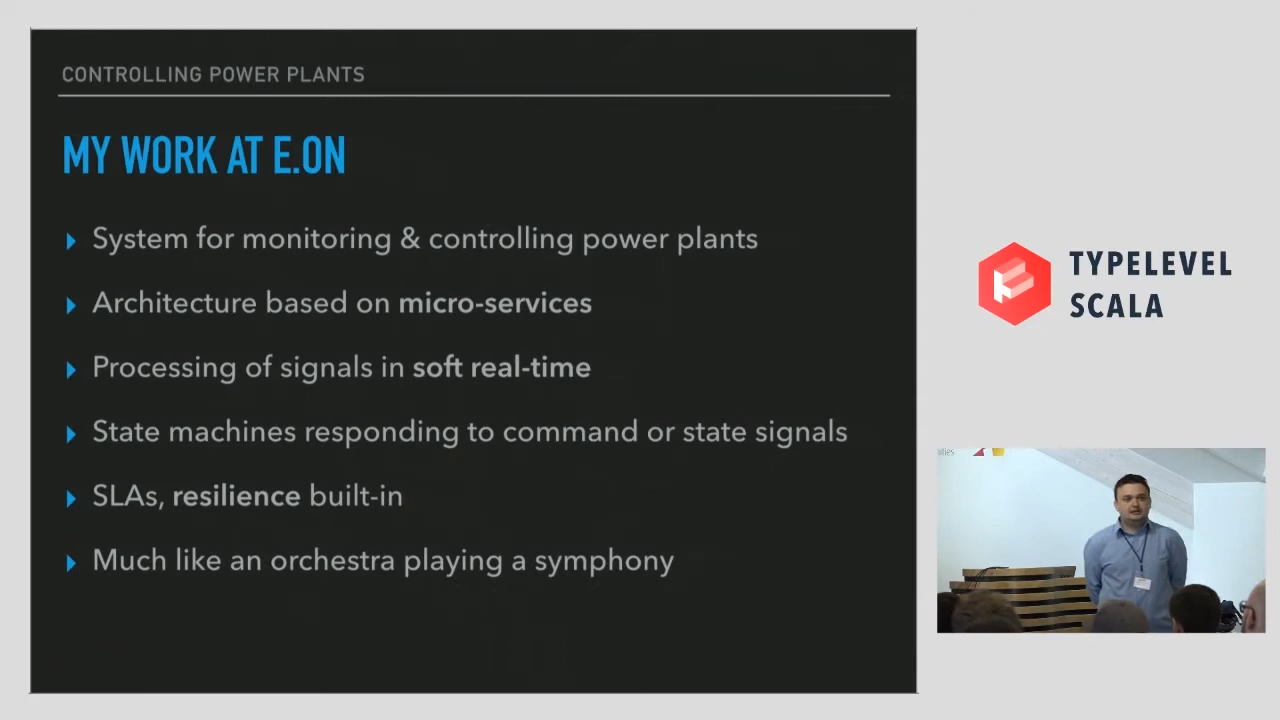 CONTROLLING POWER PLANTS
MY WORK AT E.ON
System for monitoring & controlling power plants
Architecture based on micro-services
Processing of signals in soft real-time
State machines responding to command or state signals
SLAs, resilience built-in
Much like an orchestra playing a symphony
TYPELEVEL
SCALA